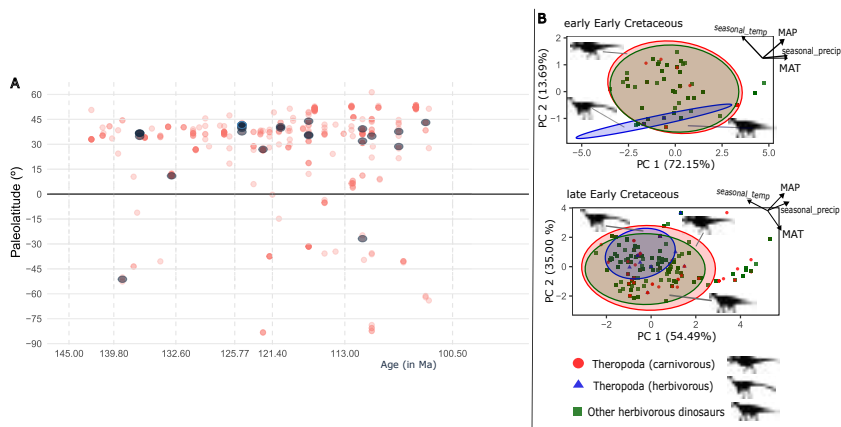 A
Paleolatitude (°)
60
45
30
15
0
−15
−30
−45
−60
−75
−90
145.00 139.80 132.60 125.77 121.40 113.00 100.50
Age (in Ma)
B
early Early Cretaceous
seasonal_temp
MAP
seasonal_precip
MAT
PC 2 (13.69%)
2
1
0
−1
−5.0 −2.5 0.0 2.5 5.0
PC 1 (72.15%)
late Early Cretaceous
seasonal_temp
MAP
seasonal_precip
MAT
PC 2 (35.00 %)
4
2
0
−2
−2 0 2 4
PC 1 (54.49%)
Theropoda (carnivorous)
Theropoda (herbivorous)
Other herbivorous dinosaurs